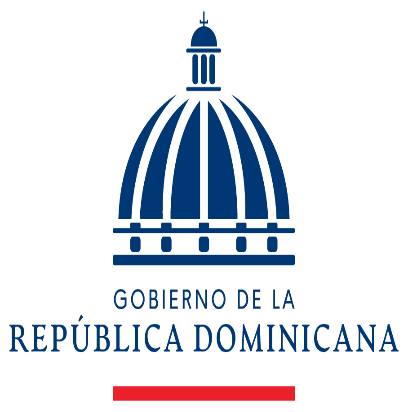 GOBIERNO DE LA
REPÚBLICA DOMINICANA